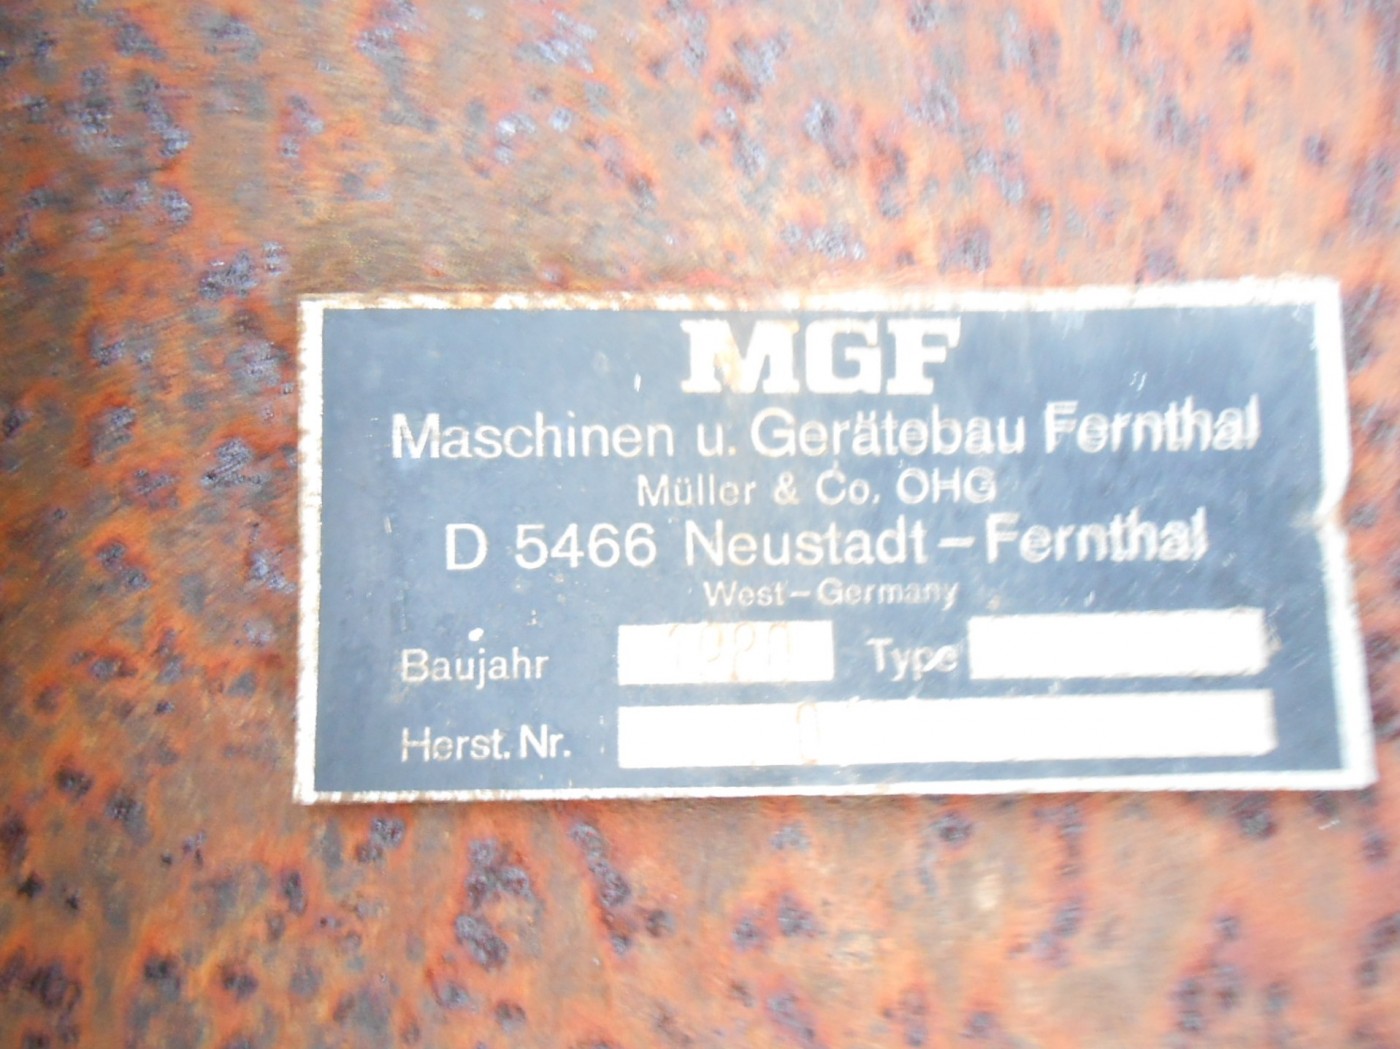 MGF
Maschinen u. Gerätebau Fernthal
Müller & Co. OHG
D 5466 Neustadt-Fernthal
West-Germany
Baujahr Type
Herst. Nr.